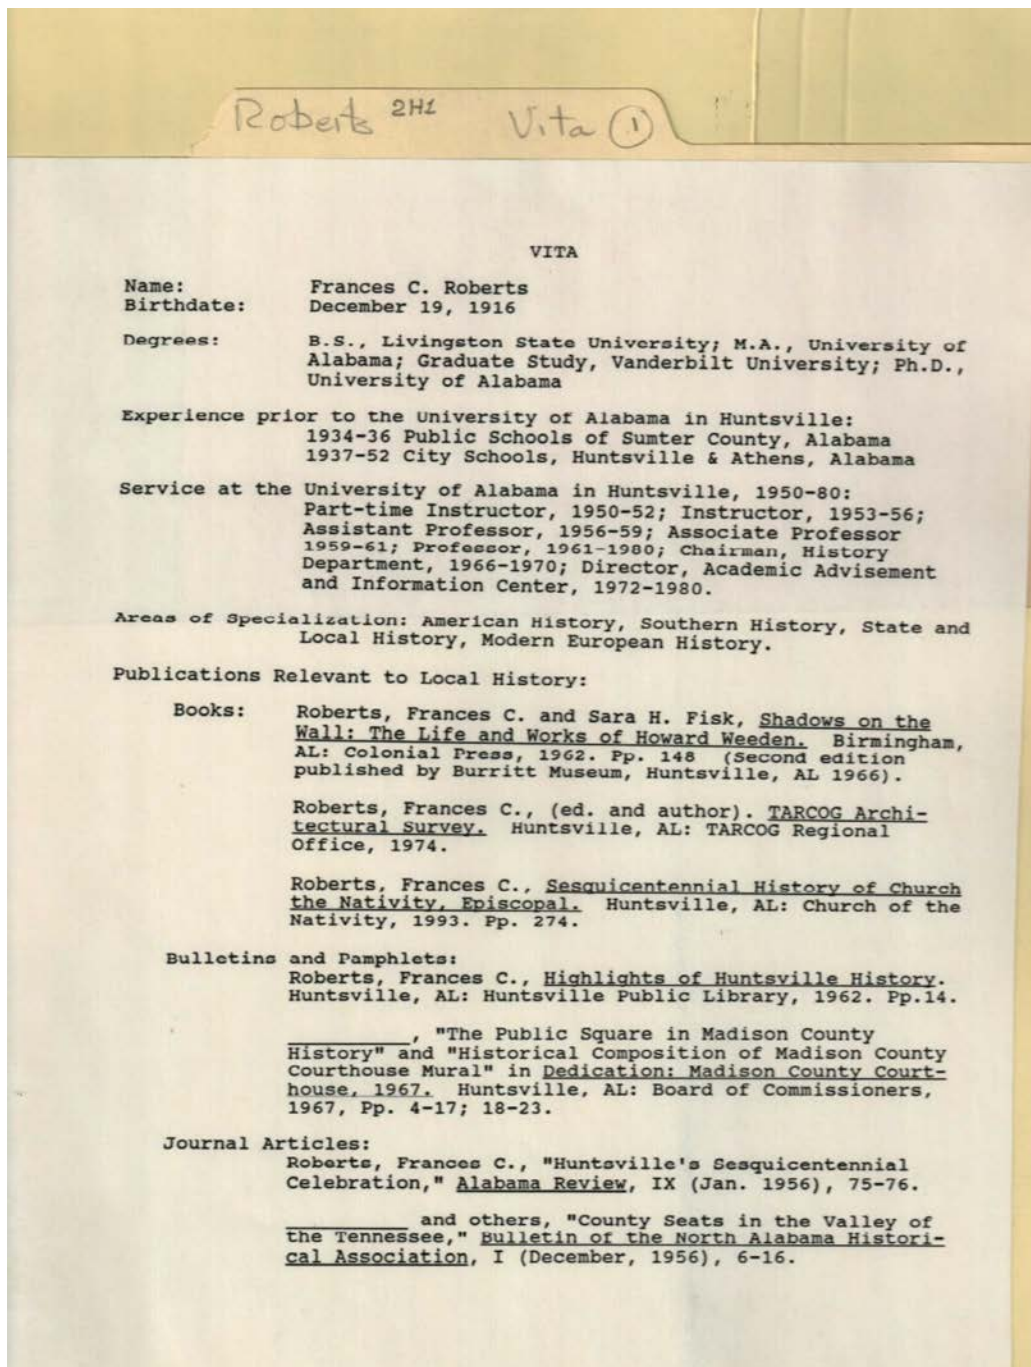 Roberts 2H1 Vita 1
VITA
Name: Frances C. Roberts
Birthdate: December 19, 1916
Degrees: B.S., Livingston State University; M.A., University of
Alabama; Graduate Study, Vanderbilt University; Ph.D.,
University of Alabama
Experience prior to the University of Alabama in Huntsville:
1934-36 Public Schools of Sumter County, Alabama
1937-52 City Schools, Huntsville & Athens, Alabama
Service at the University of Alabama in Huntsville, 1950-80:
Part-time Instructor, 1950-52; Instructor, 1953-56;
Assistant Professor, 1956-59; Associate Professor
1959-61; Professor, 1961-1980; Chairman, History
Department, 1966-1970; Director, Academic Advisement
and Information Center, 1972-1980.
Areas of Specialization: American History, Southern History, State and
Local History, Modern European History.
Publications Relevant to Local History:
Books: Roberts, Frances C. and Sara H. Fisk, Shadows on the
Wall: The Life and Works of Howard Weeden. Birmingham,
AL: Colonial Press, 1962. Pp. 148 (Second edition
published by Burritt Museum, Huntsville, AL 1966).
Roberts, Frances C., (ed. and author). TARCOG Archi-
tectural Survey. Huntsville, AL: TARCOG Regional
Office, 1974.
Roberts, Frances C., Sesquicentennial History of Church
the Nativity, Episcopal. Huntsville, AL: Church of the
Nativity, 1993. Pp. 274.
Bulletins and Pamphlets:
Roberts, Frances C., Highlights of Huntsville History.
Huntsville, AL: Huntsville Public Library, 1962. Pp.14.
__________, "The Public Square in Madison County
History" and "Historical Composition of Madison County
Courthouse Mural" in Dedication: Madison County Court-
house, 1967. Huntsville, AL: Board of Commissioners,
1967, Pp. 4-17; 18-23.
Journal Articles:
Roberts, Frances C., "Huntsville's Sesquicentennial
Celebration," Alabama Review, IX (Jan. 1956), 75-76.
__________ and others, "County Seats in the Valley of
the Tennessee," Bulletin of the North Alabama Histori-
cal Association, I (December, 1956), 6-16.